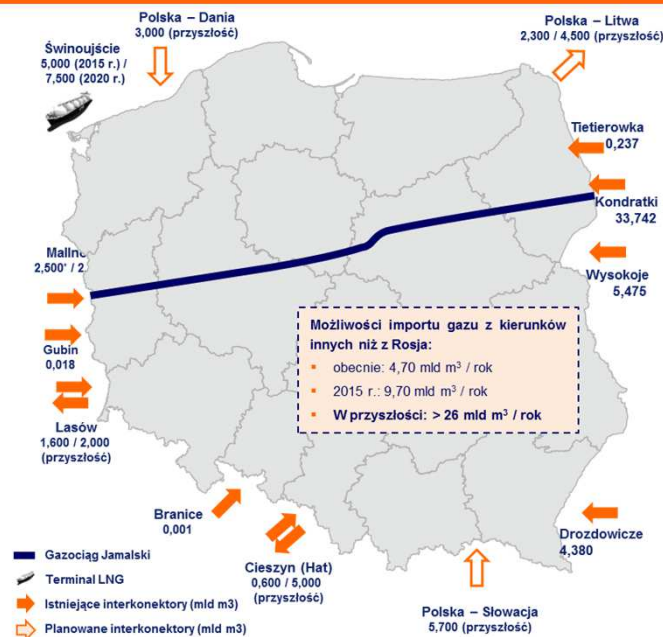 Polska – Dania
3,000 (przyszłość)
Polska – Litwa
2,300 / 4,500 (przyszłość)
Świnoujście
5,000 (2015 r.) /
7,500 (2020 r.)
Tietierowka
0,237
Kondratki
33,742
Wysokoje
5,475
2,500* / 2
Gubin
0,018
Lasów
1,600 / 2,000
(przyszłość)
Możliwości importu gazu z kierunków
innych niż z Rosja:
▪ obecnie: 4,70 mld m³ / rok
▪ 2015 r.: 9,70 mld m³ / rok
▪ W przyszłości: > 26 mld m³ / rok
Branice
0,001
Cieszyn (Hat)
0,600 / 5,000
(przyszłość)
Drozdowicze
4,380
Polska – Słowacja
5,700 (przyszłość)
Gazociąg Jamalski
Terminal LNG
Istniejące interkonektory (mld m3)
Planowane interkonektory (mld m3)